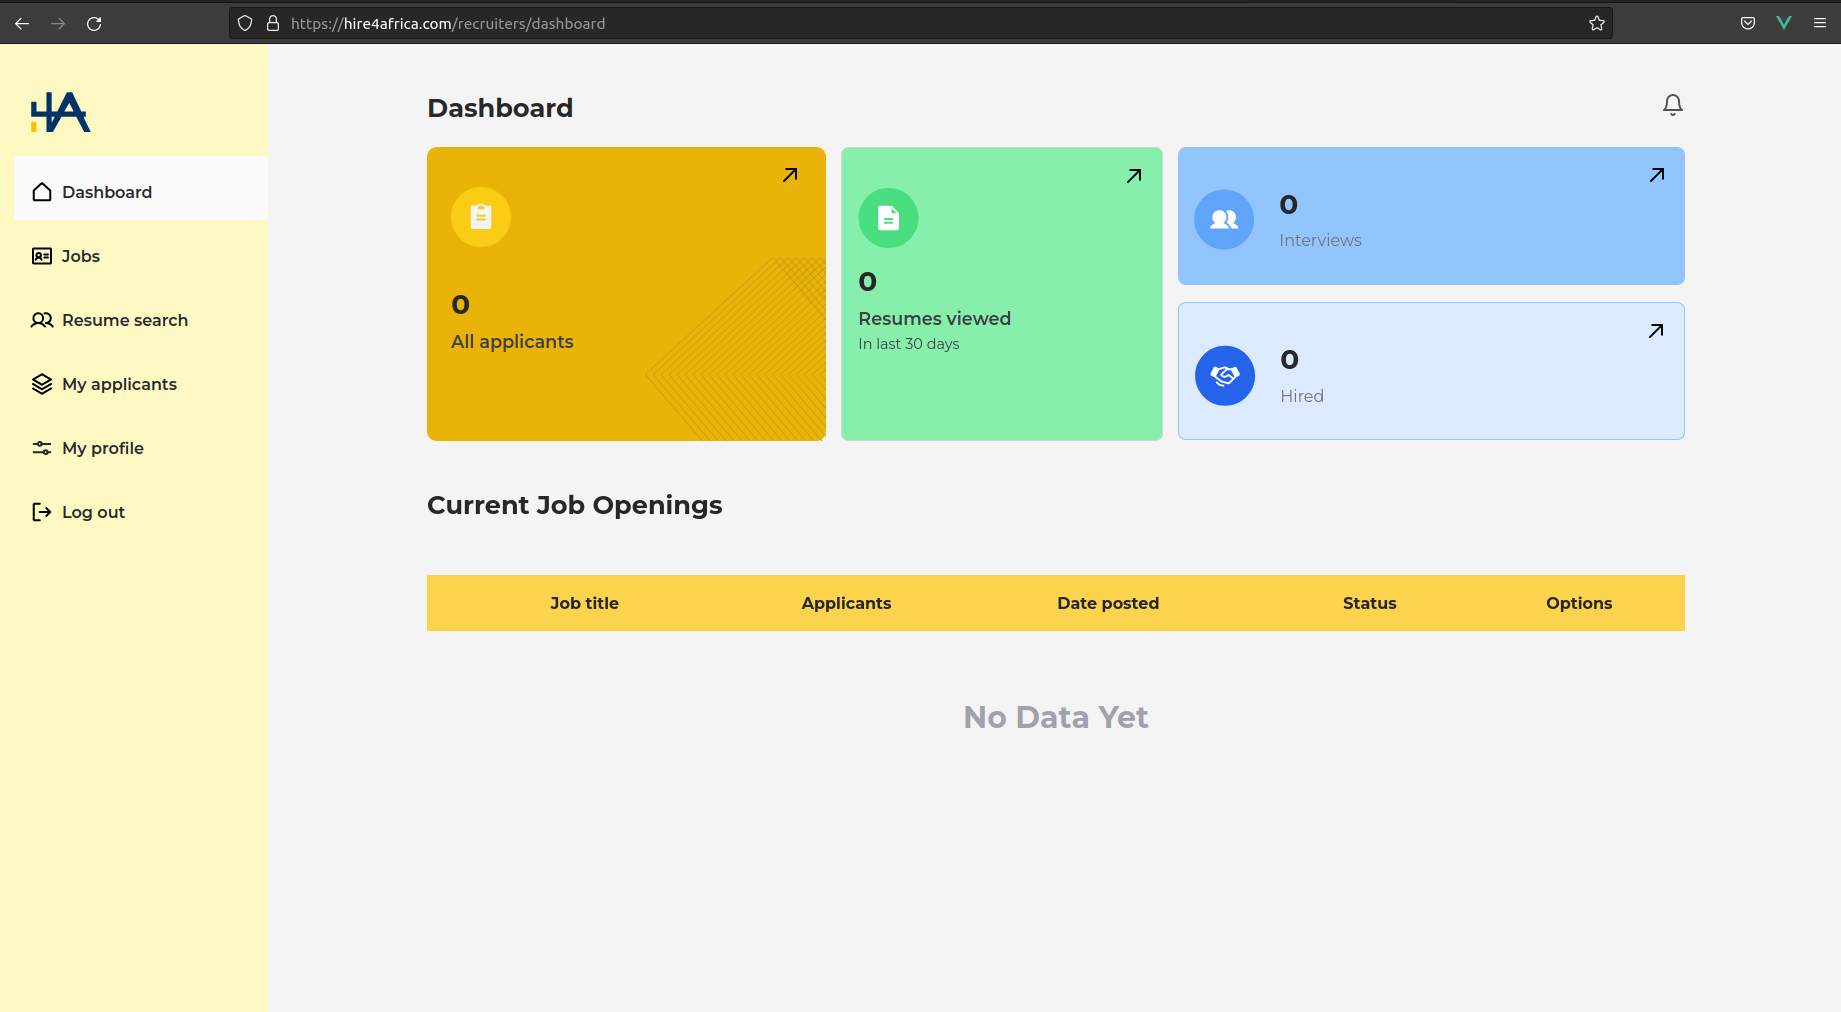 https://hire4africa.com/recruiters/dashboard
HA
Dashboard
Jobs
Resume search
My applicants
My profile
Log out
Dashboard
0
All applicants
0
Resumes viewed
In last 30 days
0
Interviews
0
Hired
Current Job Openings
Job title Applicants Date posted Status Options
No Data Yet